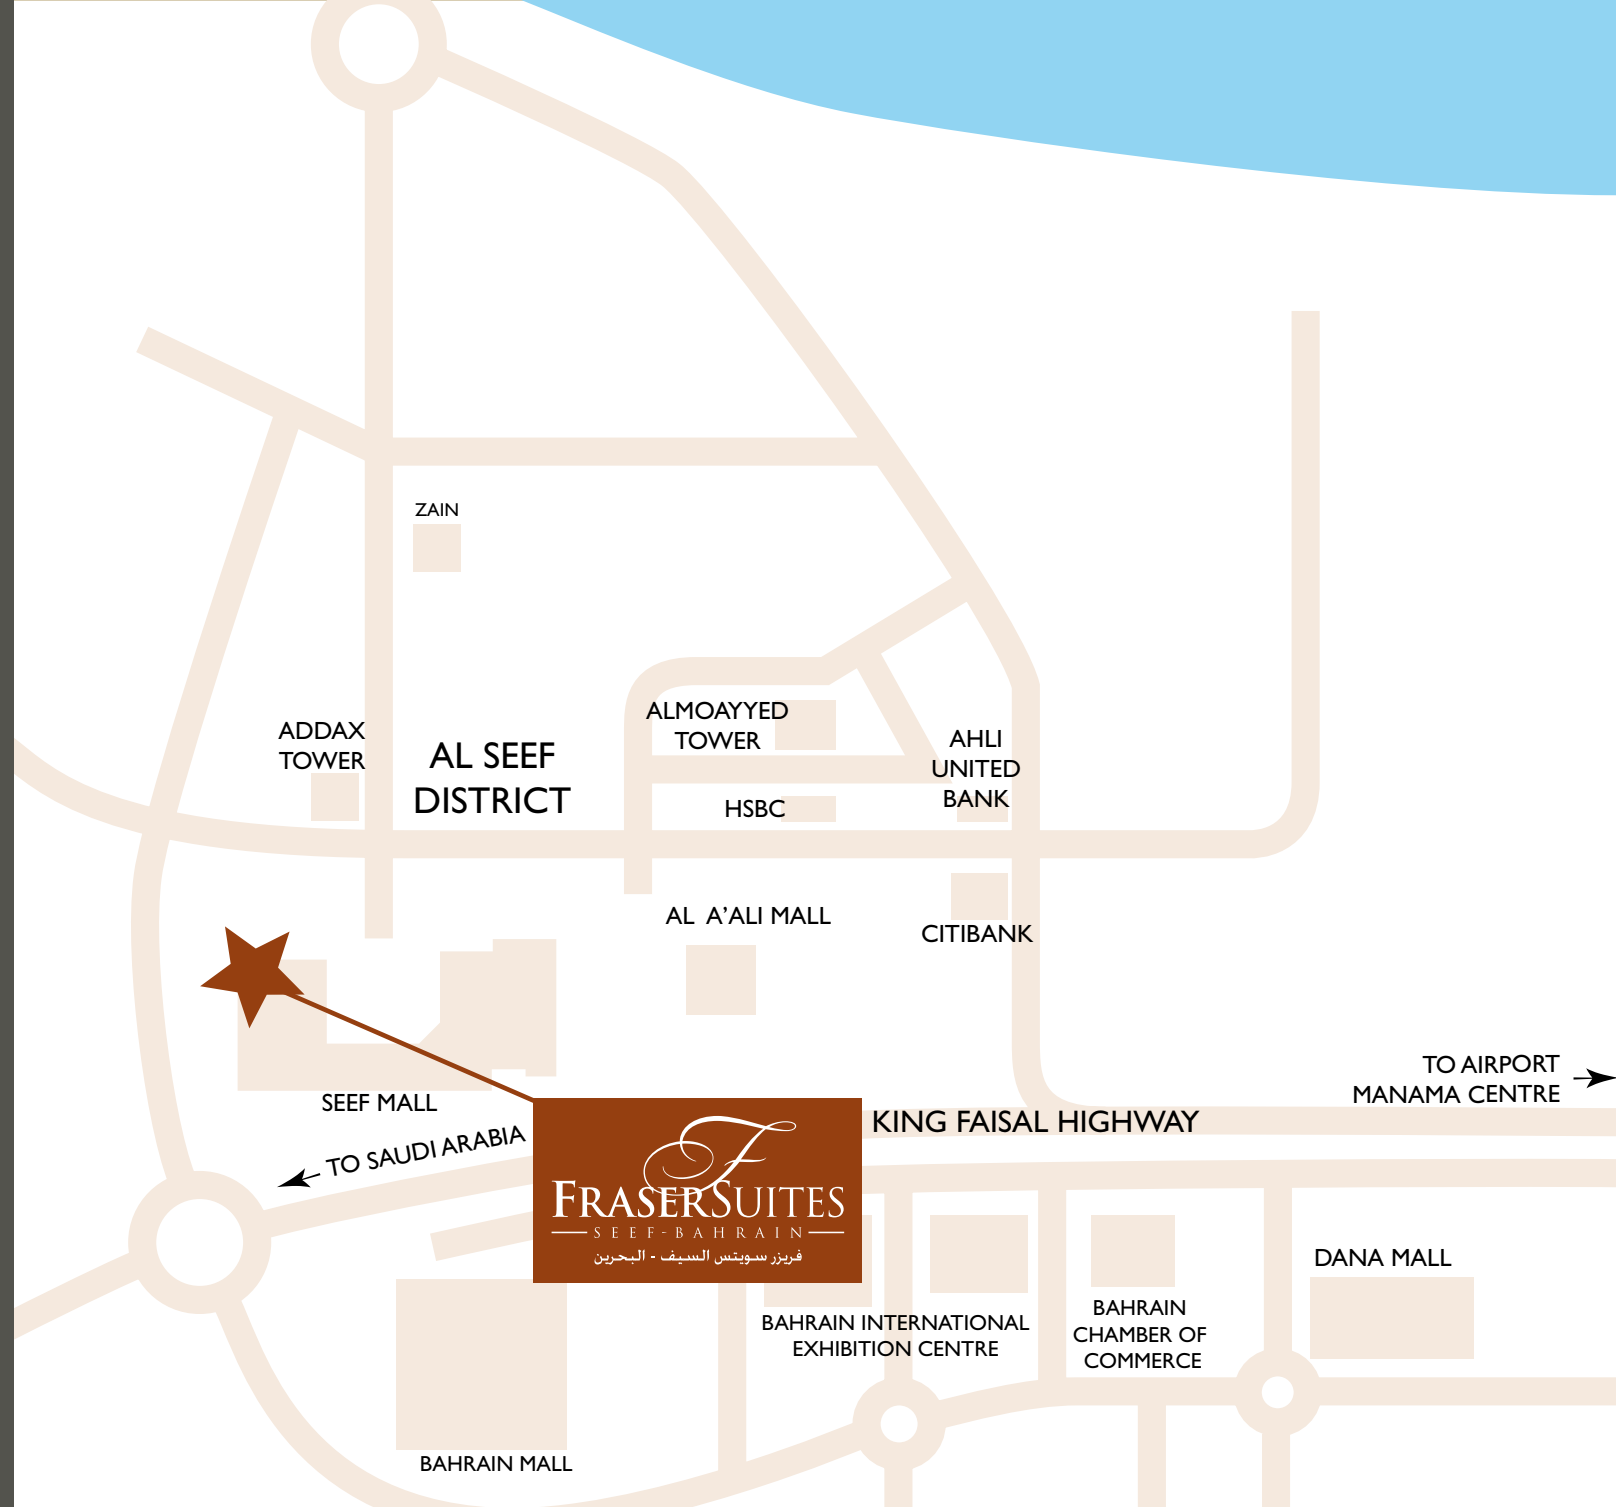 ZAIN
ADDAX
TOWER
AL SEEF
DISTRICT
ALMOAYYED
TOWER
HSBC
AHLI
UNITED
BANK
AL A’ALI MALL
CITIBANK
SEEF MALL
TO SAUDI ARABIA
TO AIRPORT
MANAMA CENTRE
KING FAISAL HIGHWAY
F
FRASERSUITES
SEEF-BAHRAIN
فريزر سويتس السيف - البحرين
BAHRAIN INTERNATIONAL
EXHIBITION CENTRE
BAHRAIN
CHAMBER OF
COMMERCE
DANA MALL
BAHRAIN MALL